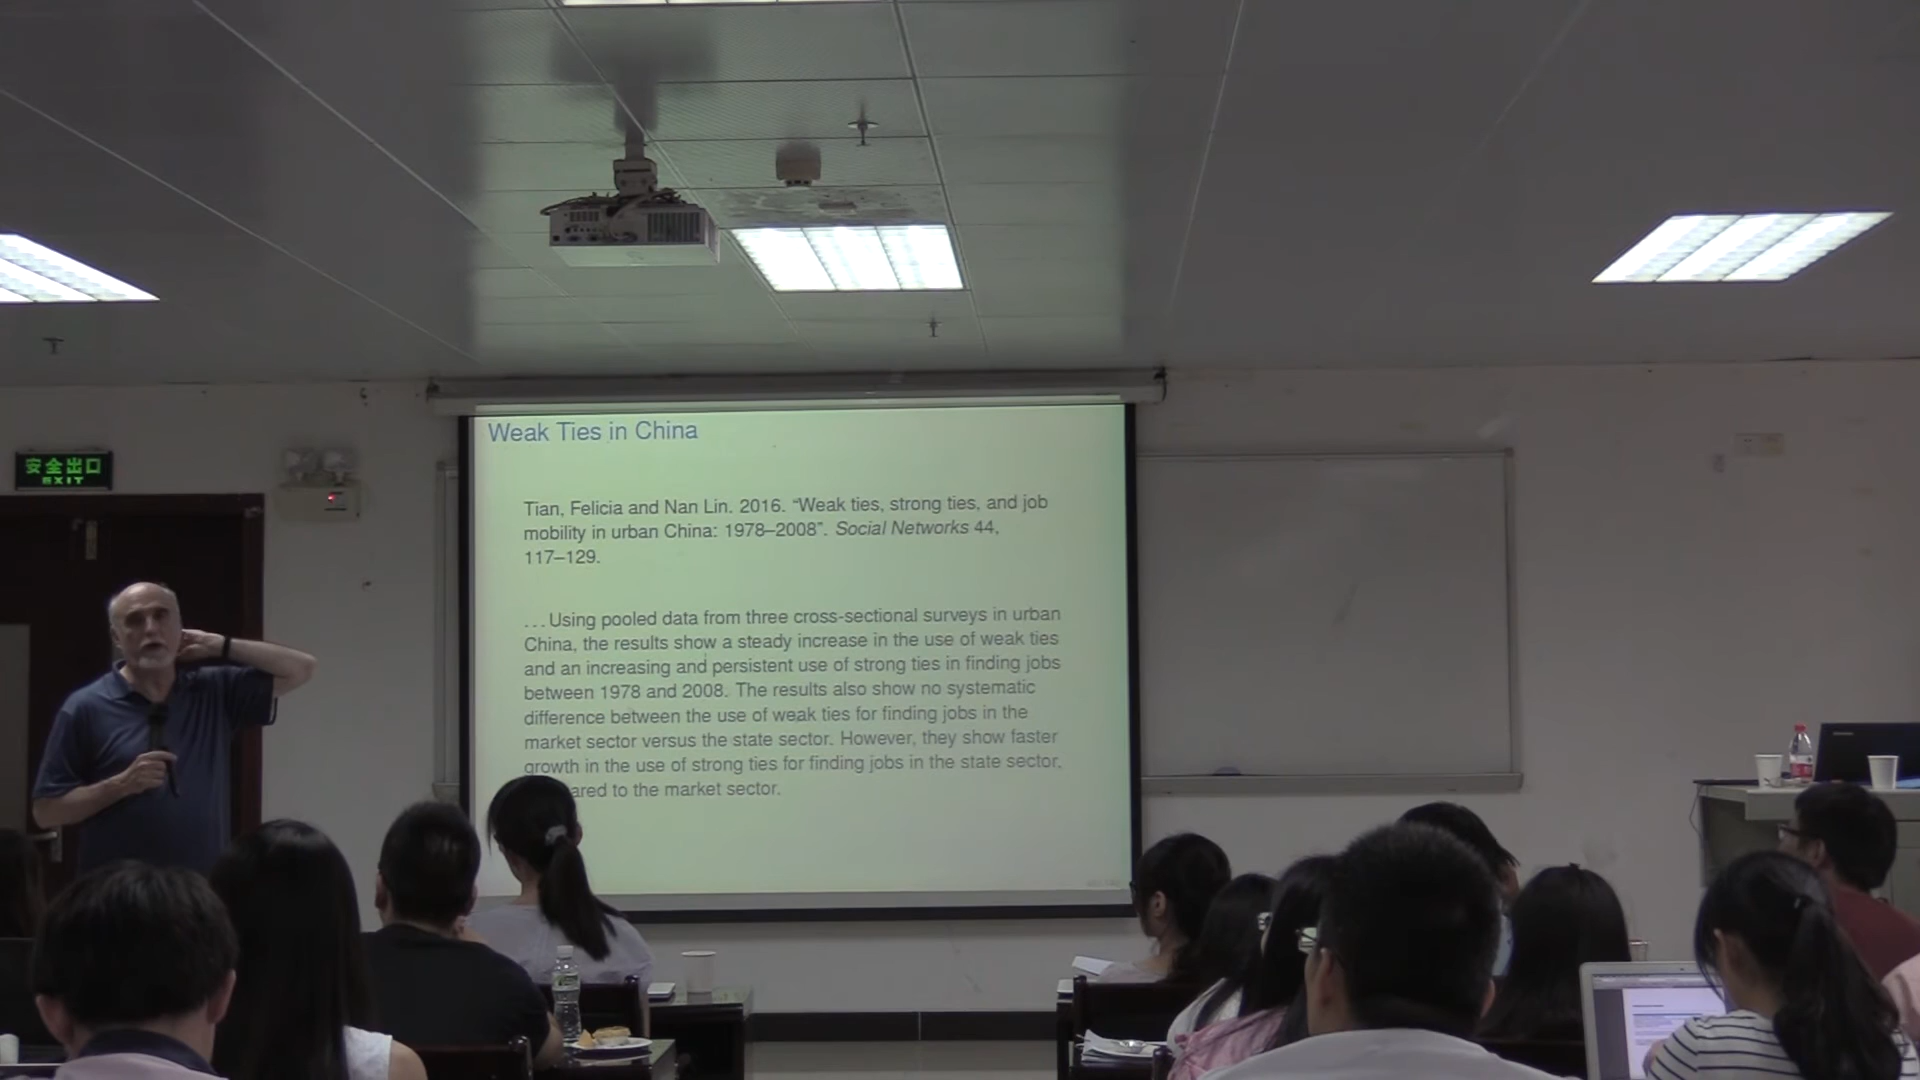 Weak Ties in China
Tian, Felicia and Nan Lin. 2016. “Weak ties, strong ties, and job
mobility in urban China: 1978–2008”. Social Networks 44,
117–129.
...Using pooled data from three cross-sectional surveys in urban
China, the results show a steady increase in the use of weak ties
and an increasing and persistent use of strong ties in finding jobs
between 1978 and 2008. The results also show no systematic
difference between the use of weak ties for finding jobs in the
market sector versus the state sector. However, they show faster
growth in the use of strong ties for finding jobs in the state sector,
ared to the market sector.
安全出口
EXIT